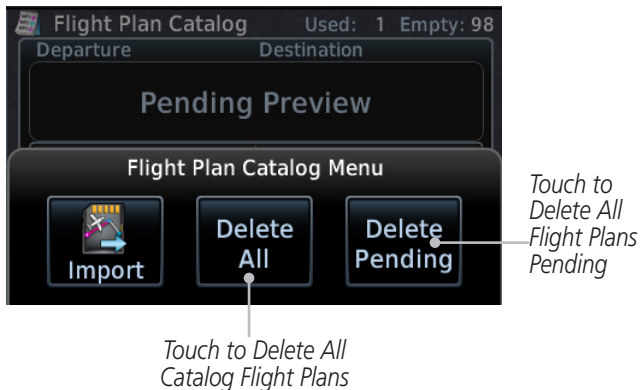 Flight Plan Catalog Used: 1 Empty: 98
Departure Destination
Pending Preview
Flight Plan Catalog Menu
Import
Delete
All
Delete
Pending
Touch to
Delete All
Flight Plans
Pending
Touch to Delete All
Catalog Flight Plans